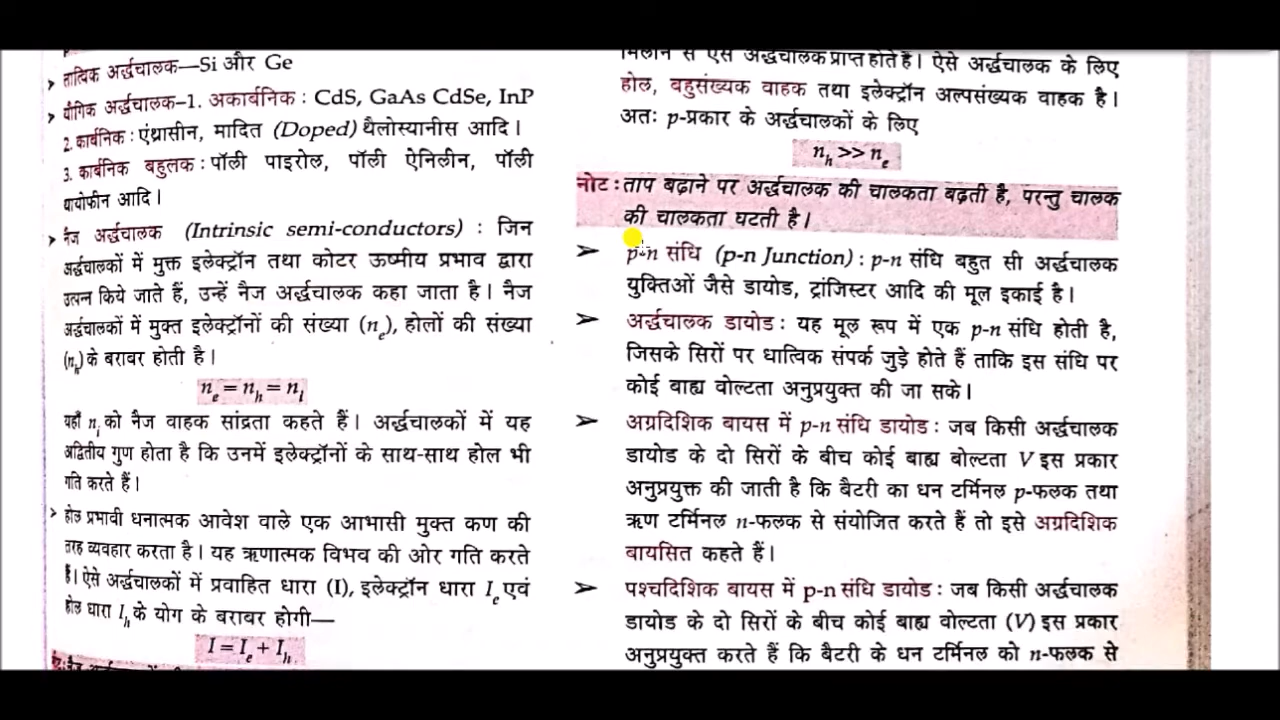 ➤ तात्विक अर्द्धचालक—Si और Ge
➤ यौगिक अर्द्धचालक–1. अकार्बनिक : CdS, GaAs CdSe, InP
2. कार्बनिक : एंथ्रासीन, मादित (Doped) थैलोस्यानीस आदि।
3. कार्बनिक बहुलक : पॉली पाइरोल, पॉली ऐनिलीन, पॉली
थायोफीन आदि।
➤ नैज अर्द्धचालक (Intrinsic semi-conductors) : जिन
अर्द्धचालकों में मुक्त इलेक्ट्रॉन तथा कोटर ऊष्मीय प्रभाव द्वारा
उत्पन्न किये जाते हैं, उन्हें नैज अर्द्धचालक कहा जाता है। नैज
अर्द्धचालकों में मुक्त इलेक्ट्रॉनों की संख्या (nₑ), होलों की संख्या
(nₕ) के बराबर होती है।
nₑ = nₕ = nᵢ
यहाँ nᵢ को नैज वाहक सांद्रता कहते हैं। अर्द्धचालकों में यह
अद्वितीय गुण होता है कि उनमें इलेक्ट्रॉनों के साथ-साथ होल भी
गति करते हैं।
➤ होल प्रभावी धनात्मक आवेश वाले एक आभासी मुक्त कण की
तरह व्यवहार करता है। यह ऋणात्मक विभव की ओर गति करते
हैं। ऐसे अर्द्धचालकों में प्रवाहित धारा (I), इलेक्ट्रॉन धारा Iₑ एवं
होल धारा Iₕ के योग के बराबर होगी—
I = Iₑ + Iₕ
मिलाने से ऐसे अर्द्धचालक प्राप्त होते हैं। ऐसे अर्द्धचालक के लिए
होल, बहुसंख्यक वाहक तथा इलेक्ट्रॉन अल्पसंख्यक वाहक है।
अतः p-प्रकार के अर्द्धचालकों के लिए
nₕ >> nₑ
नोट : ताप बढ़ाने पर अर्द्धचालक की चालकता बढ़ती है, परन्तु चालक
की चालकता घटती है।
➤ p-n संधि (p-n Junction) : p-n संधि बहुत सी अर्द्धचालक
युक्तिओं जैसे डायोड, ट्रांजिस्टर आदि की मूल इकाई है।
➤ अर्द्धचालक डायोड : यह मूल रूप में एक p-n संधि होती है,
जिसके सिरों पर धात्विक संपर्क जुड़े होते हैं ताकि इस संधि पर
कोई बाह्य वोल्टता अनुप्रयुक्त की जा सके।
➤ अग्रदिशिक बायस में p-n संधि डायोड : जब किसी अर्द्धचालक
डायोड के दो सिरों के बीच कोई बाह्य बोल्टता V इस प्रकार
अनुप्रयुक्त की जाती है कि बैटरी का धन टर्मिनल p-फलक तथा
ऋण टर्मिनल n-फलक से संयोजित करते हैं तो इसे अग्रदिशिक
बायसित कहते हैं।
➤ पश्चदिशिक बायस में p-n संधि डायोड : जब किसी अर्द्धचालक
डायोड के दो सिरों के बीच कोई बाह्य वोल्टता (V) इस प्रकार
अनुप्रयुक्त करते हैं कि बैटरी के धन टर्मिनल को n-फलक से